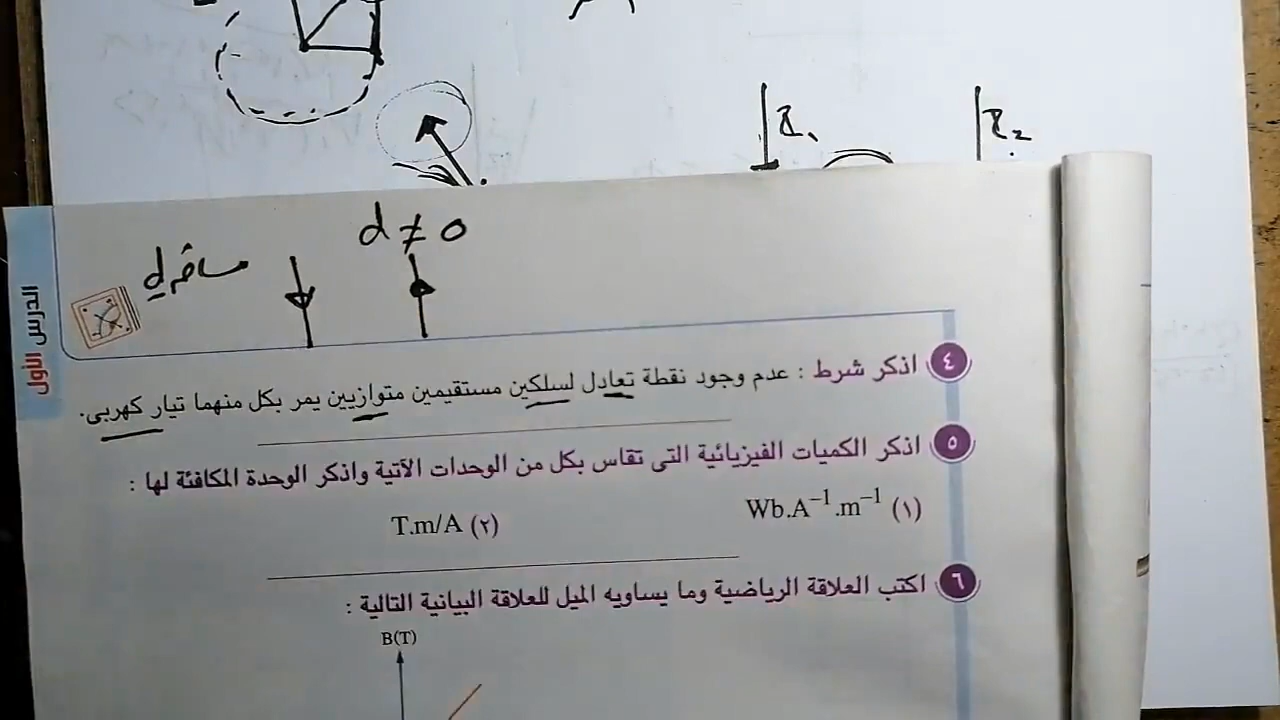 I₁
I₂
d ≠ 0
الدرس الأول
٤ اذكر شرط : عدم وجود نقطة تعادل لسلكين مستقيمين متوازيين يمر بكل منهما تيار كهربى.
٥ اذكر الكميات الفيزيائية التى تقاس بكل من الوحدات الآتية واذكر الوحدة المكافئة لها :
(١) Wb.A⁻¹.m⁻¹
(٢) T.m/A
٦ اكتب العلاقة الرياضية وما يساويه الميل للعلاقة البيانية التالية :
B(T)